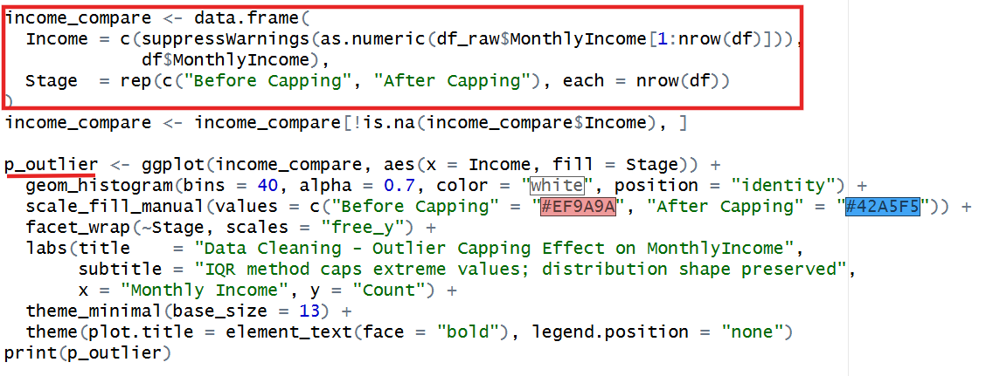 income_compare <- data.frame(
  Income = c(suppressWarnings(as.numeric(df_raw$MonthlyIncome[1:nrow(df)])),
             df$MonthlyIncome),
  Stage  = rep(c("Before Capping", "After Capping"), each = nrow(df))
)
income_compare <- income_compare[!is.na(income_compare$Income), ]

p_outlier <- ggplot(income_compare, aes(x = Income, fill = Stage)) +
  geom_histogram(bins = 40, alpha = 0.7, color = "white", position = "identity") +
  scale_fill_manual(values = c("Before Capping" = "#EF9A9A", "After Capping" = "#42A5F5")) +
  facet_wrap(~Stage, scales = "free_y") +
  labs(title    = "Data Cleaning - Outlier Capping Effect on MonthlyIncome",
       subtitle = "IQR method caps extreme values; distribution shape preserved",
       x = "Monthly Income", y = "Count") +
  theme_minimal(base_size = 13) +
  theme(plot.title = element_text(face = "bold"), legend.position = "none")
print(p_outlier)